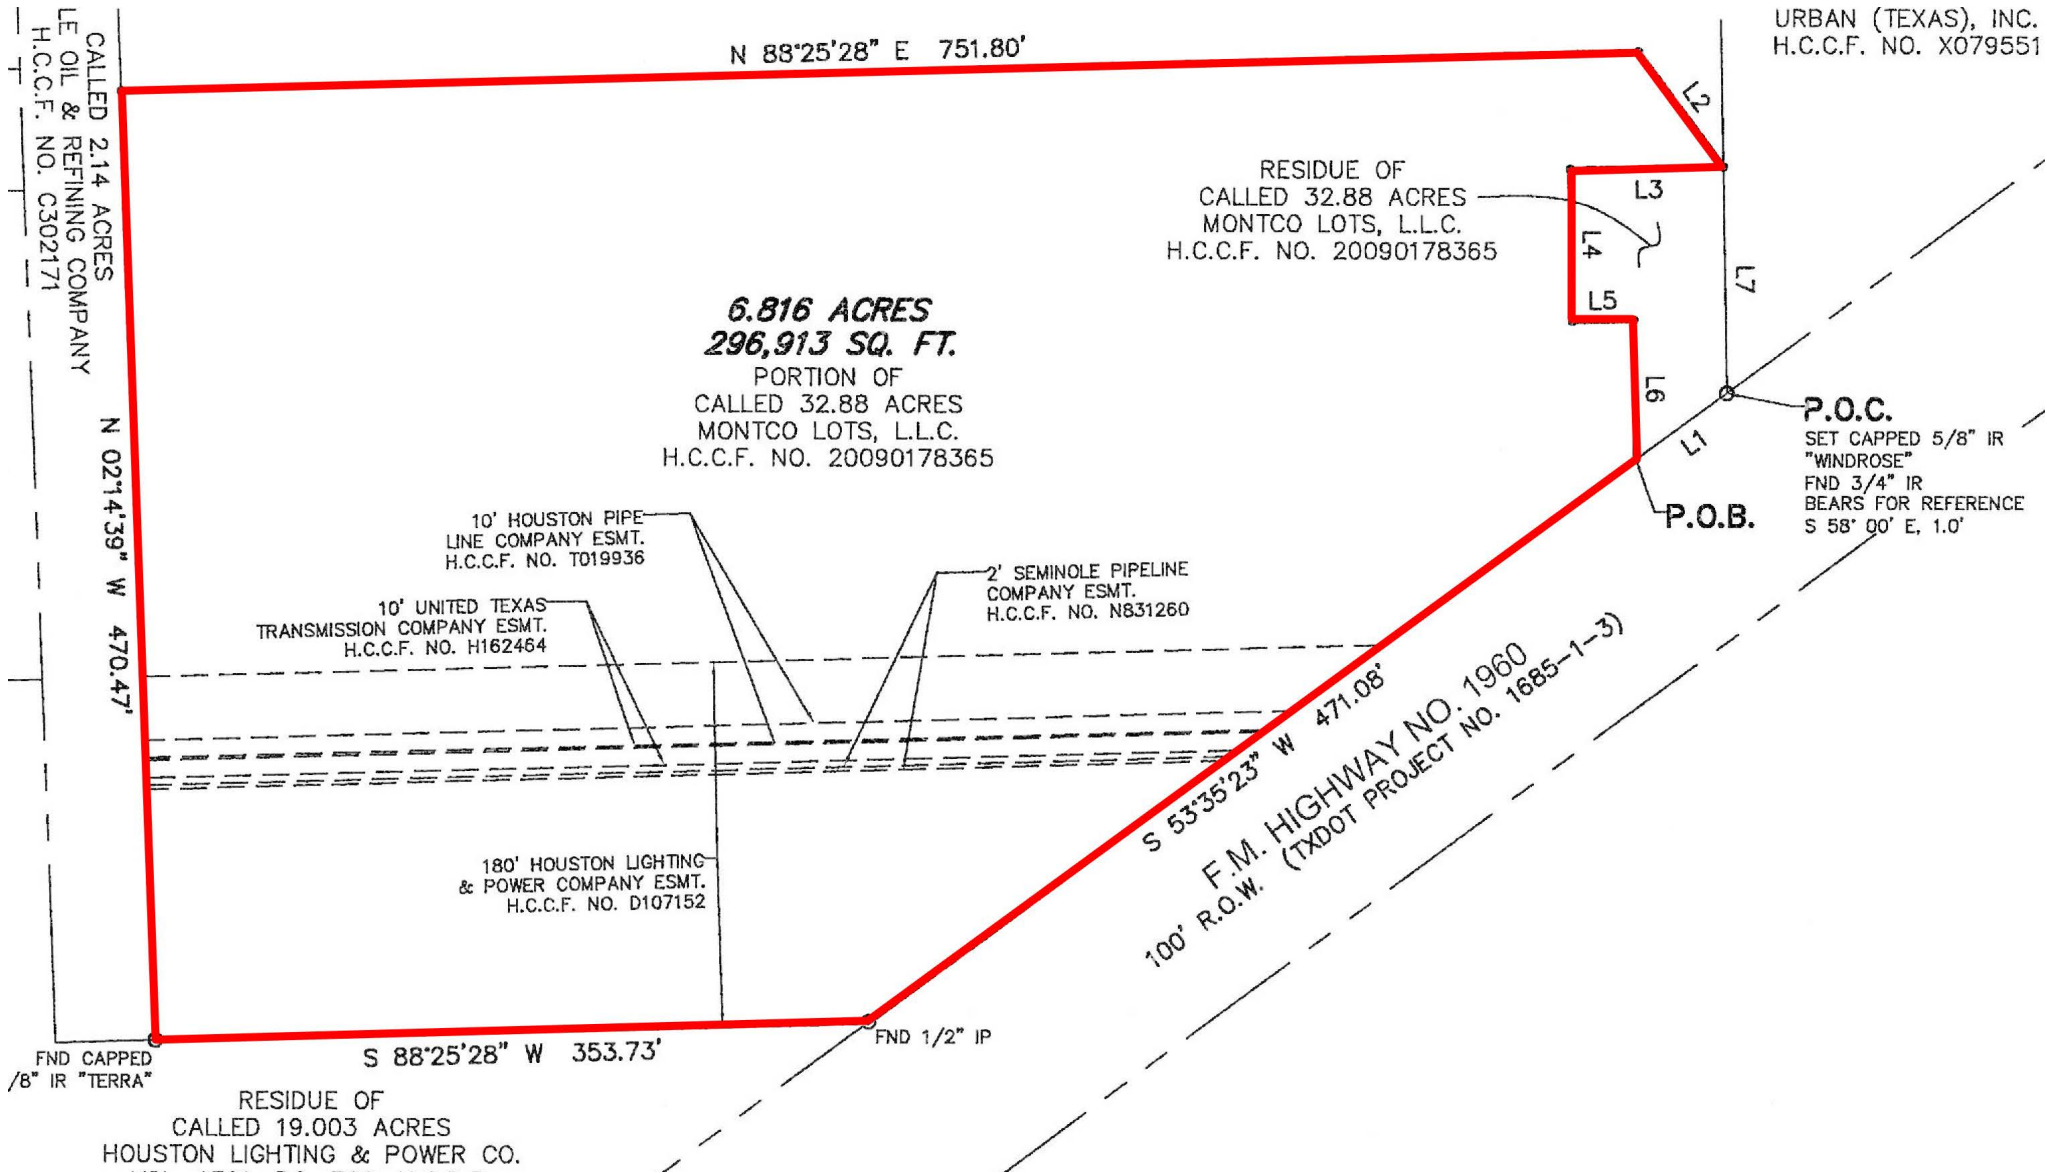 URBAN (TEXAS), INC.
H.C.C.F. NO. X079551
N 88°25'28" E 751.80'
CALLED 2.14 ACRES
LE OIL & REFINING COMPANY
H.C.C.F. NO. C302171
L2
L3
RESIDUE OF
CALLED 32.88 ACRES
MONTCO LOTS, L.L.C.
H.C.C.F. NO. 20090178365
L4
L7
L5
L6
L1
6.816 ACRES
296,913 SQ. FT.
PORTION OF
CALLED 32.88 ACRES
MONTCO LOTS, L.L.C.
H.C.C.F. NO. 20090178365
P.O.C.
SET CAPPED 5/8" IR
"WINDROSE"
FND 3/4" IR
BEARS FOR REFERENCE
S 58° 00' E, 1.0'
P.O.B.
N 02°14'39" W 470.47'
10' HOUSTON PIPE
LINE COMPANY ESMT.
H.C.C.F. NO. T019936
2' SEMINOLE PIPELINE
COMPANY ESMT.
H.C.C.F. NO. N831260
10' UNITED TEXAS
TRANSMISSION COMPANY ESMT.
H.C.C.F. NO. H162464
S 53°35'23" W 471.08'
F.M. HIGHWAY NO. 1960
100' R.O.W. (TXDOT PROJECT NO. 1685-1-3)
180' HOUSTON LIGHTING
& POWER COMPANY ESMT.
H.C.C.F. NO. D107152
FND 1/2" IP
S 88°25'28" W 353.73'
FND CAPPED
/8" IR "TERRA"
RESIDUE OF
CALLED 19.003 ACRES
HOUSTON LIGHTING & POWER CO.